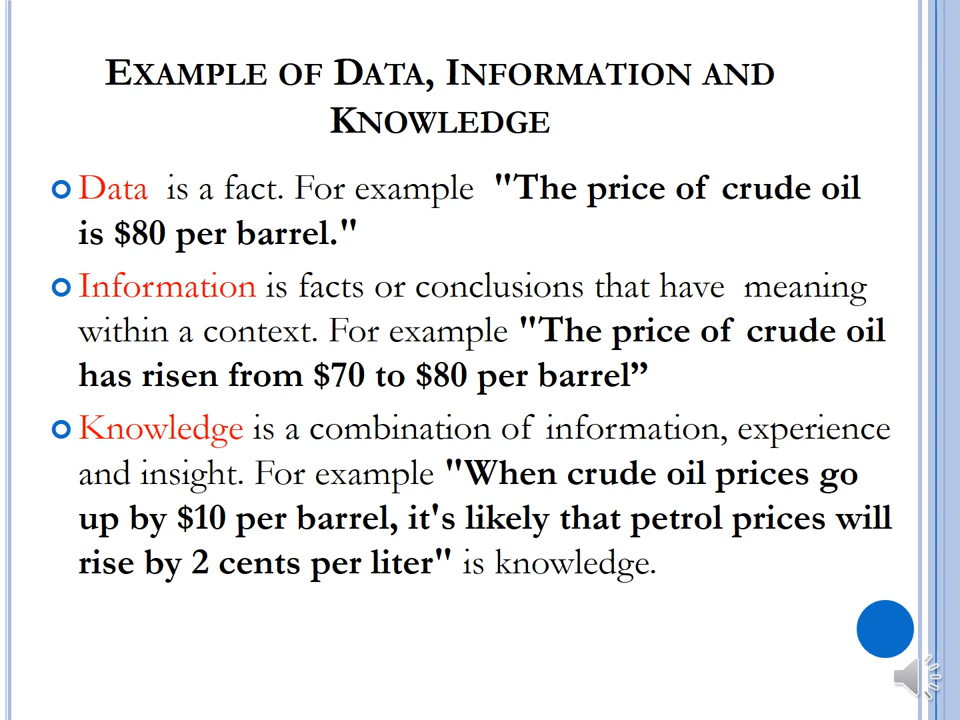 EXAMPLE OF DATA, INFORMATION AND
KNOWLEDGE
Data is a fact. For example "The price of crude oil
is $80 per barrel."
Information is facts or conclusions that have meaning
within a context. For example "The price of crude oil
has risen from $70 to $80 per barrel”
Knowledge is a combination of information, experience
and insight. For example "When crude oil prices go
up by $10 per barrel, it's likely that petrol prices will
rise by 2 cents per liter" is knowledge.